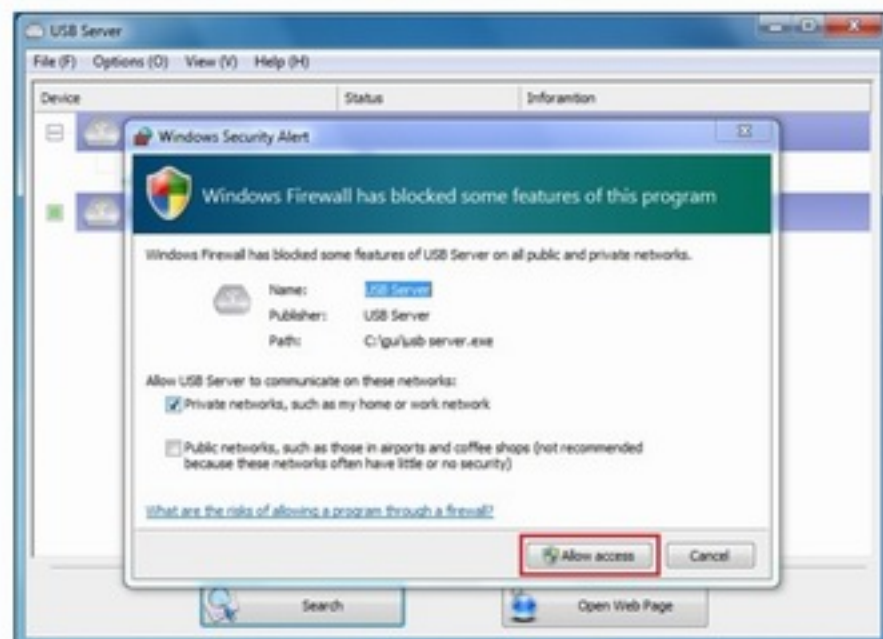 USB Server
File (F) Options (O) View (V) Help (H)
Device Status Inforamtion
Windows Security Alert
Windows Firewall has blocked some features of this program
Windows Firewall has blocked some features of USB Server on all public and private networks.
Name: USB Server
Publisher: USB Server
Path: C:\gui\usb server.exe
Allow USB Server to communicate on these networks:
Private networks, such as my home or work network
Public networks, such as those in airports and coffee shops (not recommended
because these networks often have little or no security)
What are the risks of allowing a program through a firewall?
Allow access Cancel
Search Open Web Page